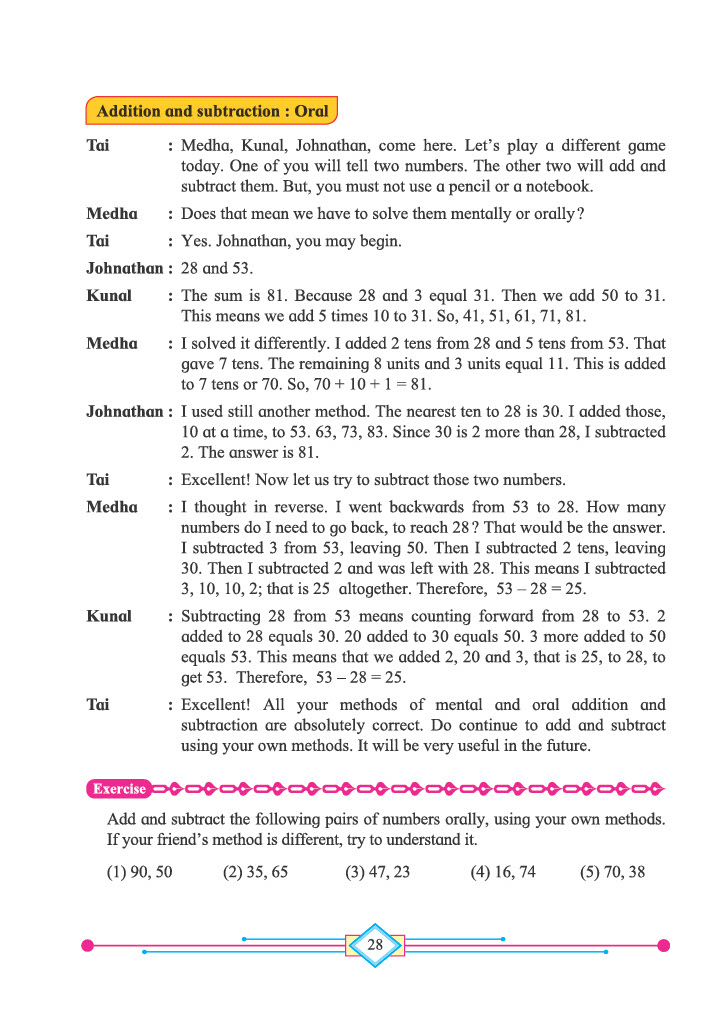 Addition and subtraction : Oral
Tai : Medha, Kunal, Johnathan, come here. Let's play a different game
today. One of you will tell two numbers. The other two will add and
subtract them. But, you must not use a pencil or a notebook.
Medha : Does that mean we have to solve them mentally or orally?
Tai : Yes. Johnathan, you may begin.
Johnathan : 28 and 53.
Kunal : The sum is 81. Because 28 and 3 equal 31. Then we add 50 to 31.
This means we add 5 times 10 to 31. So, 41, 51, 61, 71, 81.
Medha : I solved it differently. I added 2 tens from 28 and 5 tens from 53. That
gave 7 tens. The remaining 8 units and 3 units equal 11. This is added
to 7 tens or 70. So, 70 + 10 + 1 = 81.
Johnathan : I used still another method. The nearest ten to 28 is 30. I added those,
10 at a time, to 53. 63, 73, 83. Since 30 is 2 more than 28, I subtracted
2. The answer is 81.
Tai : Excellent! Now let us try to subtract those two numbers.
Medha : I thought in reverse. I went backwards from 53 to 28. How many
numbers do I need to go back, to reach 28? That would be the answer.
I subtracted 3 from 53, leaving 50. Then I subtracted 2 tens, leaving
30. Then I subtracted 2 and was left with 28. This means I subtracted
3, 10, 10, 2; that is 25 altogether. Therefore, 53 – 28 = 25.
Kunal : Subtracting 28 from 53 means counting forward from 28 to 53. 2
added to 28 equals 30. 20 added to 30 equals 50. 3 more added to 50
equals 53. This means that we added 2, 20 and 3, that is 25, to 28, to
get 53. Therefore, 53 – 28 = 25.
Tai : Excellent! All your methods of mental and oral addition and
subtraction are absolutely correct. Do continue to add and subtract
using your own methods. It will be very useful in the future.
Exercise
Add and subtract the following pairs of numbers orally, using your own methods.
If your friend's method is different, try to understand it.
(1) 90, 50 (2) 35, 65 (3) 47, 23 (4) 16, 74 (5) 70, 38
28